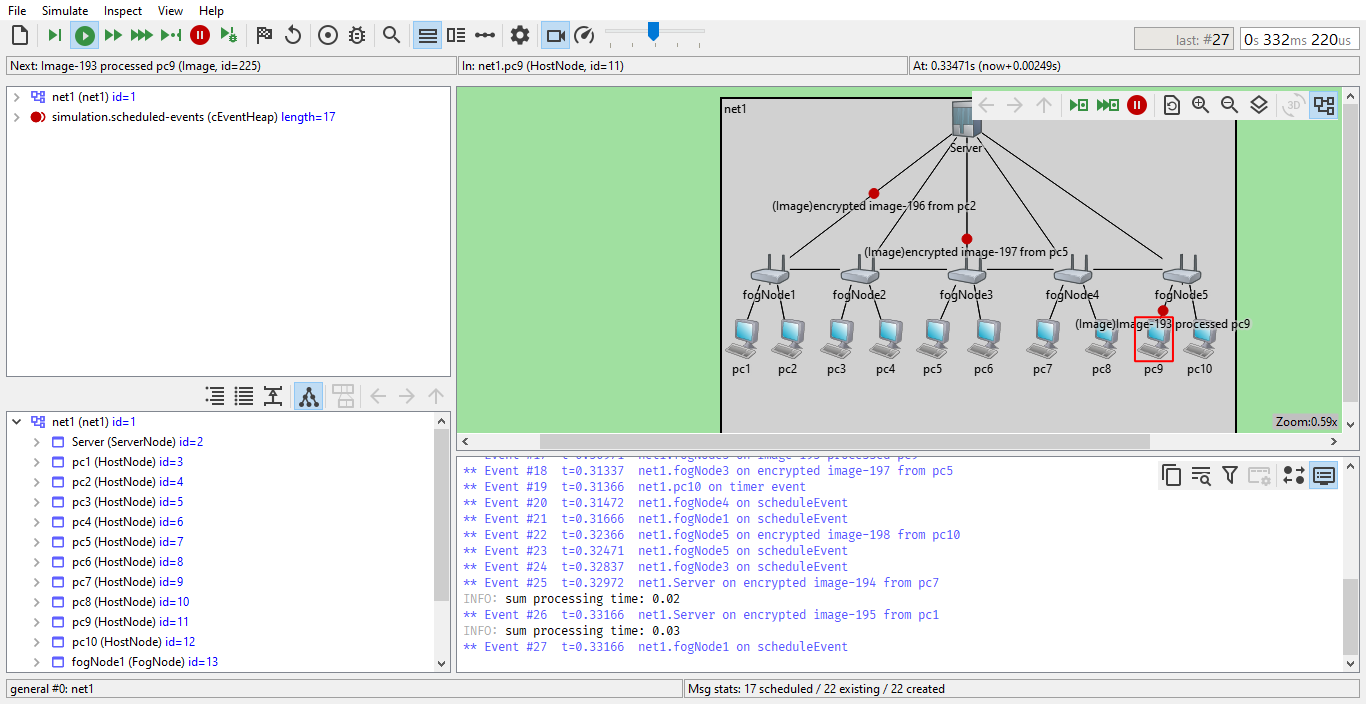 File Simulate Inspect View Help
last: #27 0s 332ms 220us
Next: Image-193 processed pc9 (Image, id=225) In: net1.pc9 (HostNode, id=11) At: 0.33471s (now+0.00249s)
net1 (net1) id=1
simulation.scheduled-events (cEventHeap) length=17
net1
3D
Server
(Image)encrypted image-196 from pc2
(Image)encrypted image-197 from pc5
fogNode1 fogNode2 fogNode3 fogNode4 fogNode5
(Image)Image-193 processed pc9
pc1 pc2 pc3 pc4 pc5 pc6 pc7 pc8 pc9 pc10
Zoom:0.59x
net1 (net1) id=1
Server (ServerNode) id=2
pc1 (HostNode) id=3
pc2 (HostNode) id=4
pc3 (HostNode) id=5
pc4 (HostNode) id=6
pc5 (HostNode) id=7
pc6 (HostNode) id=8
pc7 (HostNode) id=9
pc8 (HostNode) id=10
pc9 (HostNode) id=11
pc10 (HostNode) id=12
fogNode1 (FogNode) id=13
** Event #18 t=0.31337 net1.fogNode3 on encrypted image-197 from pc5
** Event #19 t=0.31366 net1.pc10 on timer event
** Event #20 t=0.31472 net1.fogNode4 on scheduleEvent
** Event #21 t=0.31666 net1.fogNode1 on scheduleEvent
** Event #22 t=0.32366 net1.fogNode5 on encrypted image-198 from pc10
** Event #23 t=0.32471 net1.fogNode5 on scheduleEvent
** Event #24 t=0.32837 net1.fogNode3 on scheduleEvent
** Event #25 t=0.32972 net1.Server on encrypted image-194 from pc7
INFO: sum processing time: 0.02
** Event #26 t=0.33166 net1.Server on encrypted image-195 from pc1
INFO: sum processing time: 0.03
** Event #27 t=0.33166 net1.fogNode1 on scheduleEvent
general #0: net1 Msg stats: 17 scheduled / 22 existing / 22 created